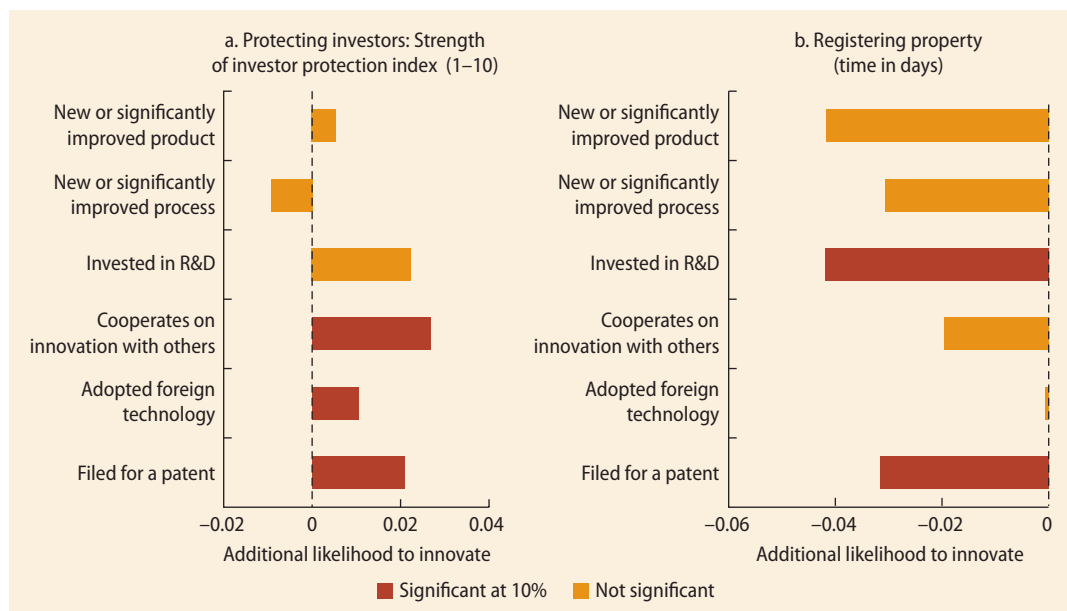 a. Protecting investors: Strength
of investor protection index (1–10)
New or significantly
improved product
New or significantly
improved process
Invested in R&D
Cooperates on
innovation with others
Adopted foreign
technology
Filed for a patent
−0.02
0
0.02
0.04
Additional likelihood to innovate
b. Registering property
(time in days)
New or significantly
improved product
New or significantly
improved process
Invested in R&D
Cooperates on
innovation with others
Adopted foreign
technology
Filed for a patent
−0.06
−0.04
−0.02
0
Additional likelihood to innovate
Significant at 10%
Not significant